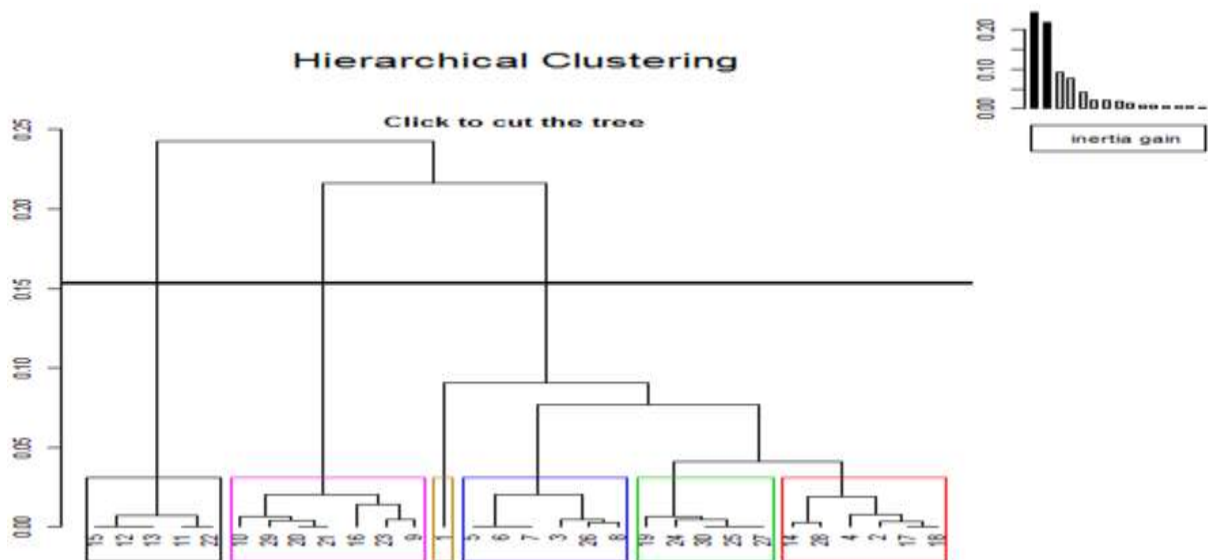 Hierarchical Clustering
Click to cut the tree
0.20
0.10
0.00
inertia gain
0.25
0.20
0.15
0.10
0.05
0.00
15 12 13 11 22 10 29 20 21 16 23 9 1 5 6 7 3 26 8 19 24 30 25 27 14 28 4 2 17 18